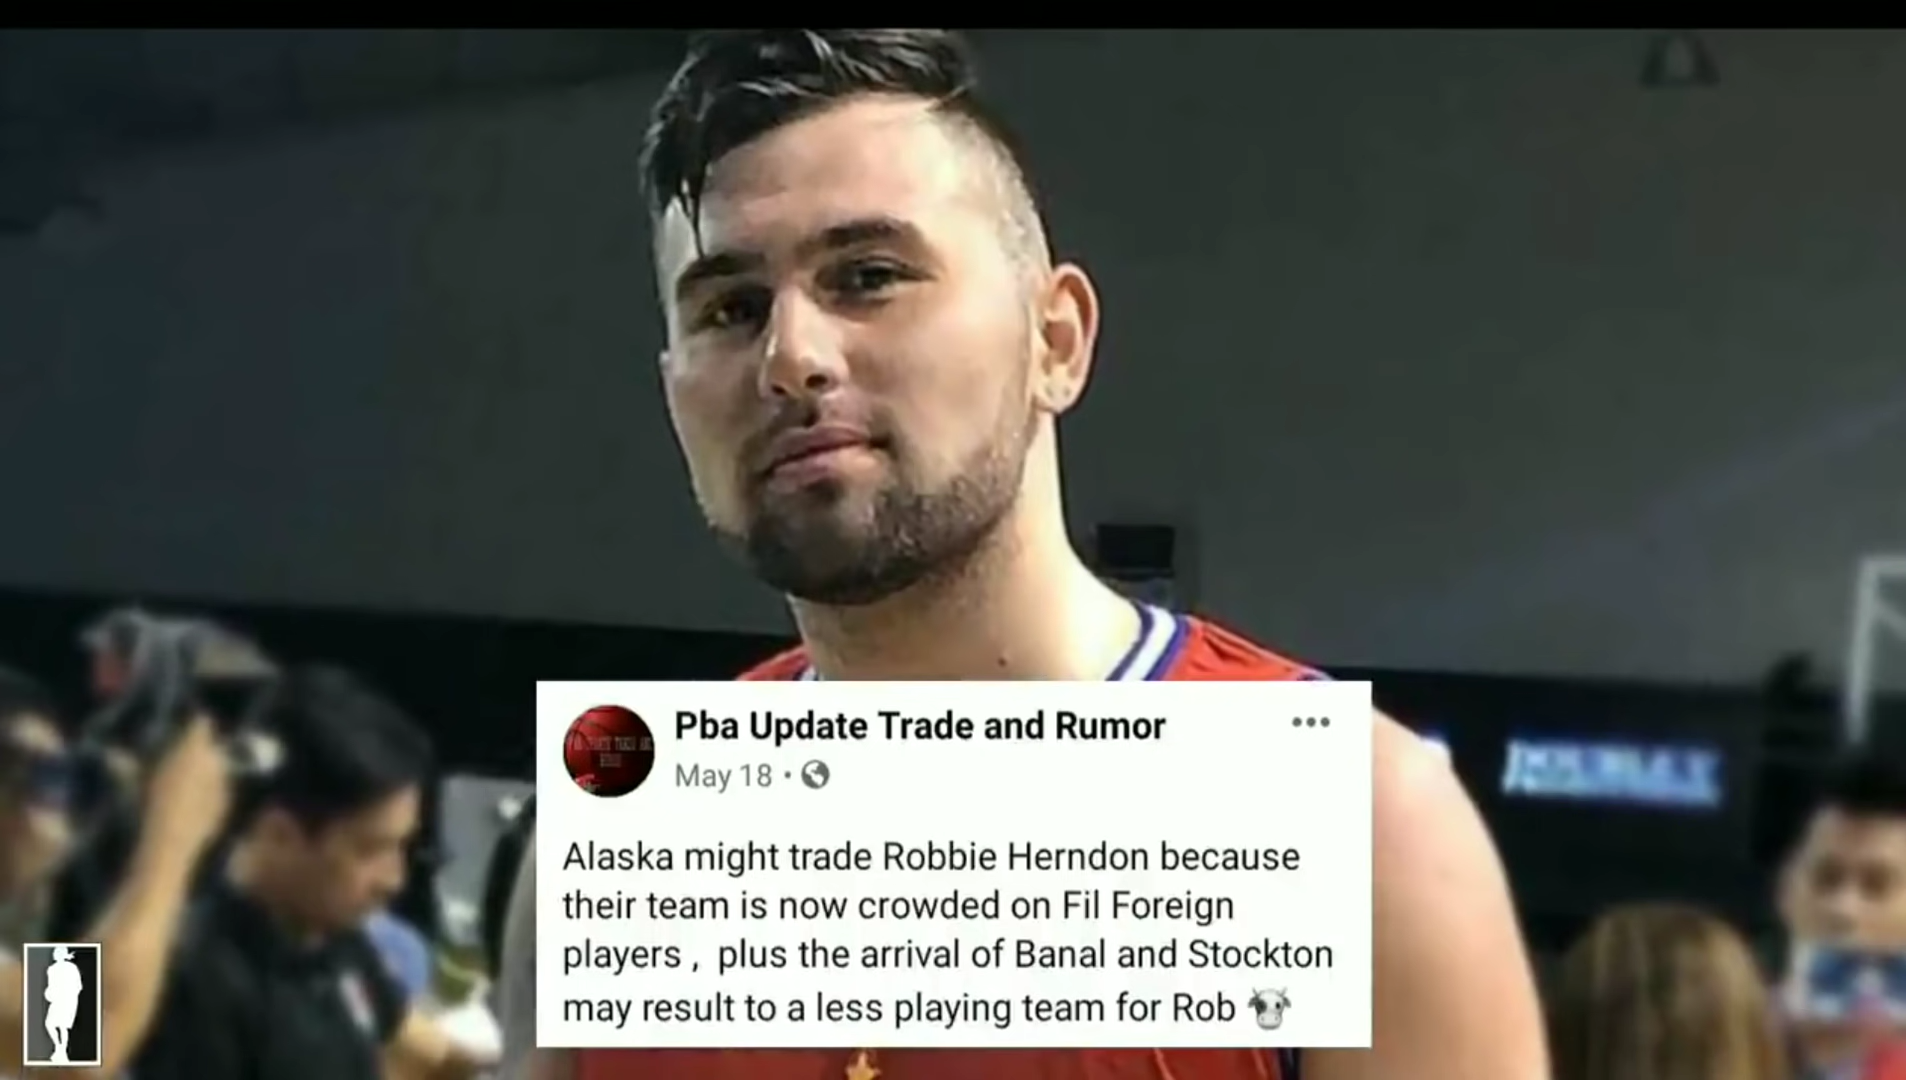 Pba Update Trade and Rumor
May 18
Alaska might trade Robbie Herndon because
their team is now crowded on Fil Foreign
players , plus the arrival of Banal and Stockton
may result to a less playing team for Rob